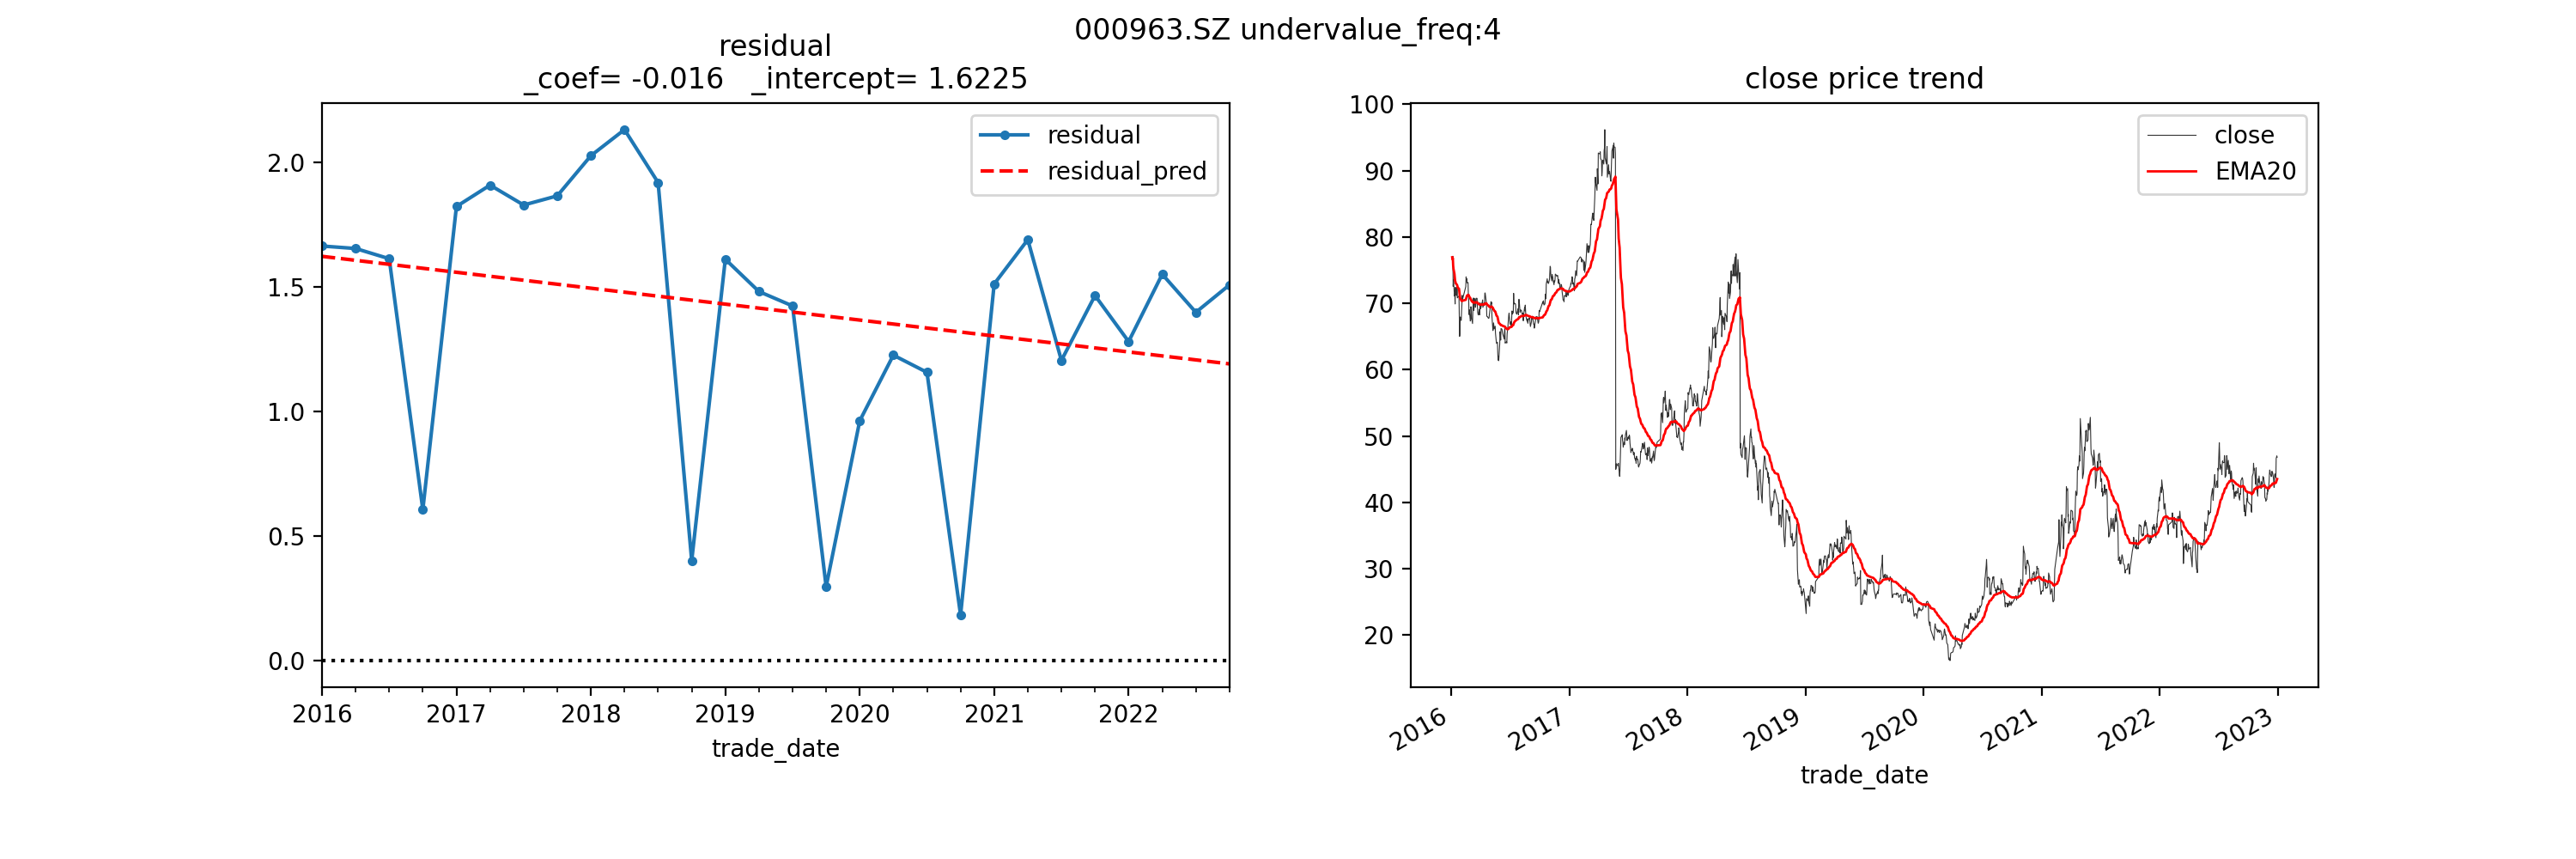 000963.SZ undervalue_freq:4
residual
_coef= -0.016   _intercept= 1.6225
residual
residual_pred
2.0
1.5
1.0
0.5
0.0
2016 2017 2018 2019 2020 2021 2022
trade_date
close price trend
close
EMA20
100
90
80
70
60
50
40
30
20
2016 2017 2018 2019 2020 2021 2022 2023
trade_date